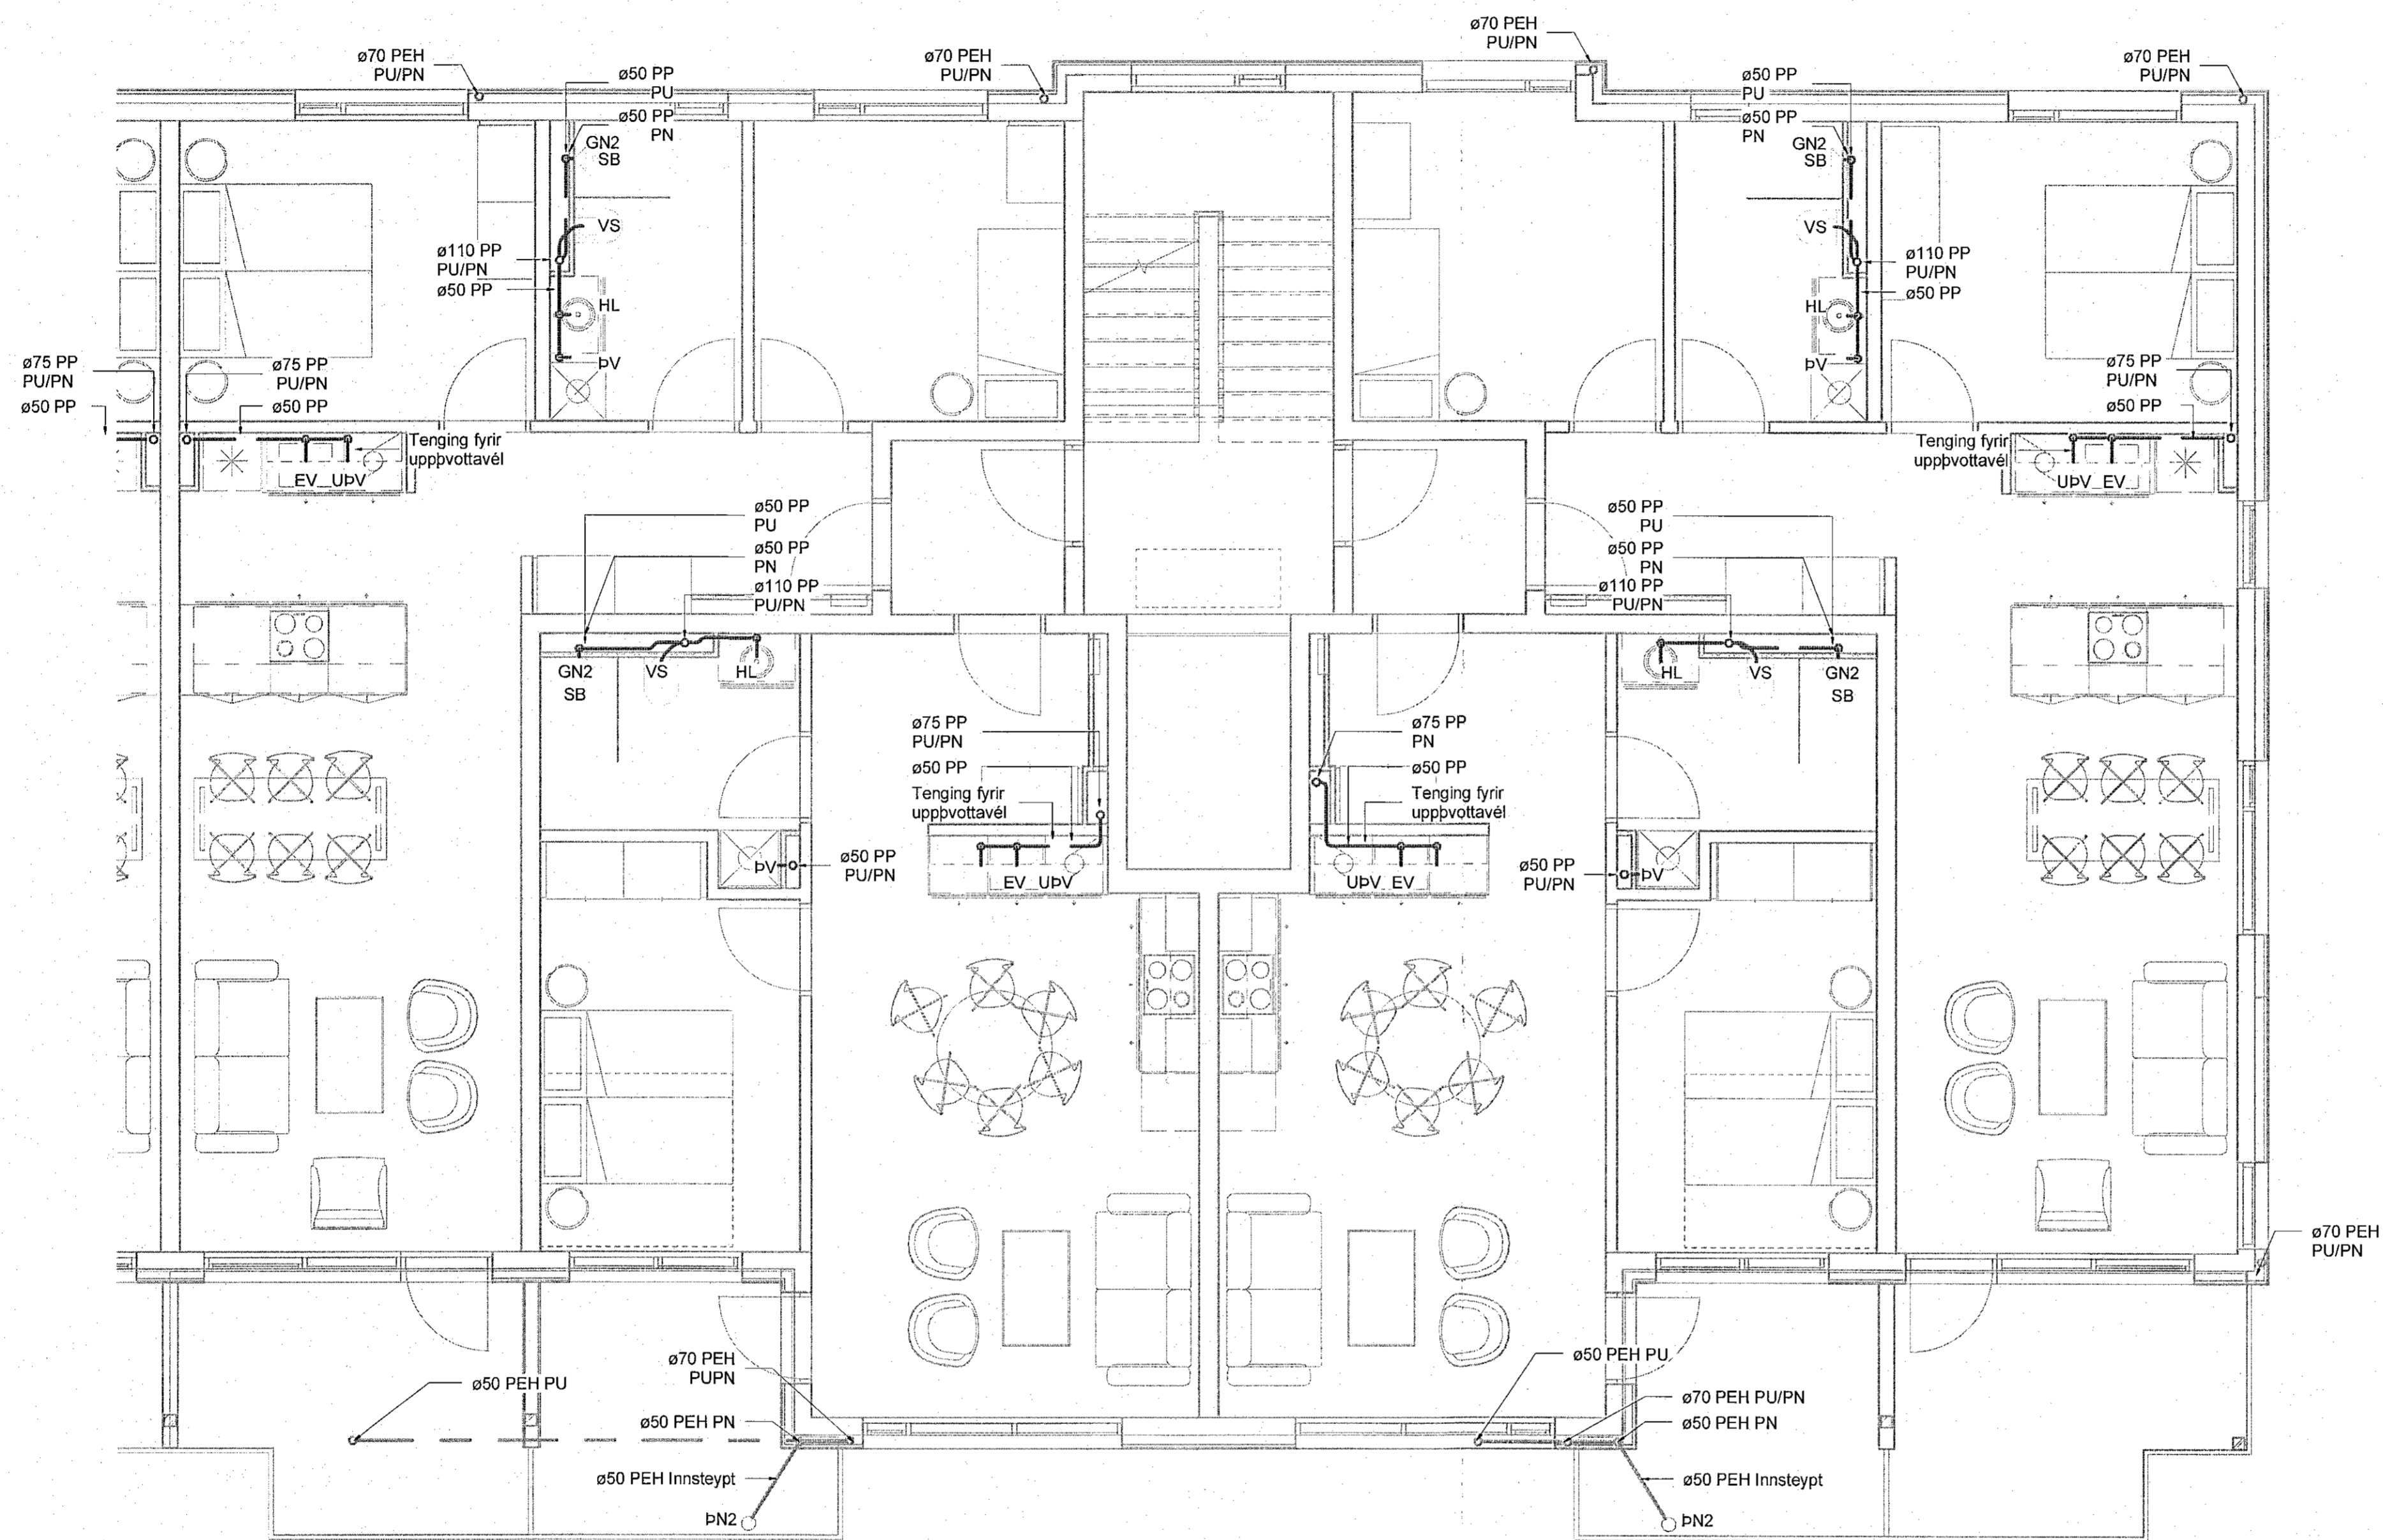 ø70 PEH
PU/PN
ø50 PP
PU
ø50 PP
PN
GN2
SB
ø70 PEH
PU/PN
ø70 PEH
PU/PN
ø50 PP
PU
ø50 PP
PN
GN2
SB
ø70 PEH
PU/PN
VS
ø110 PP
PU/PN
ø50 PP
HL
ÞV
VS
ø110 PP
PU/PN
ø50 PP
HL
ÞV
ø75 PP
PU/PN
ø50 PP
ø75 PP
PU/PN
ø50 PP
Tenging fyrir
uppþvottavél
EV UÞV
ø75 PP
PU/PN
ø50 PP
Tenging fyrir
uppþvottavél
UÞV EV
ø50 PP
PU
ø50 PP
PN
ø110 PP
PU/PN
ø50 PP
PU
ø50 PP
PN
ø110 PP
PU/PN
GN2
SB
VS
HL
HL
VS
GN2
SB
ø75 PP
PU/PN
ø50 PP
Tenging fyrir
uppþvottavél
EV UÞV
ø75 PP
PN
ø50 PP
Tenging fyrir
uppþvottavél
UÞV EV
ÞV
ø50 PP
PU/PN
ø50 PP
PU/PN
ÞV
ø70 PEH
PU/PN
ø50 PEH PU
ø70 PEH
PUPN
ø50 PEH PN
ø50 PEH Innsteypt
ÞN2
ø50 PEH PU
ø70 PEH PU/PN
ø50 PEH PN
ø50 PEH Innsteypt
ÞN2